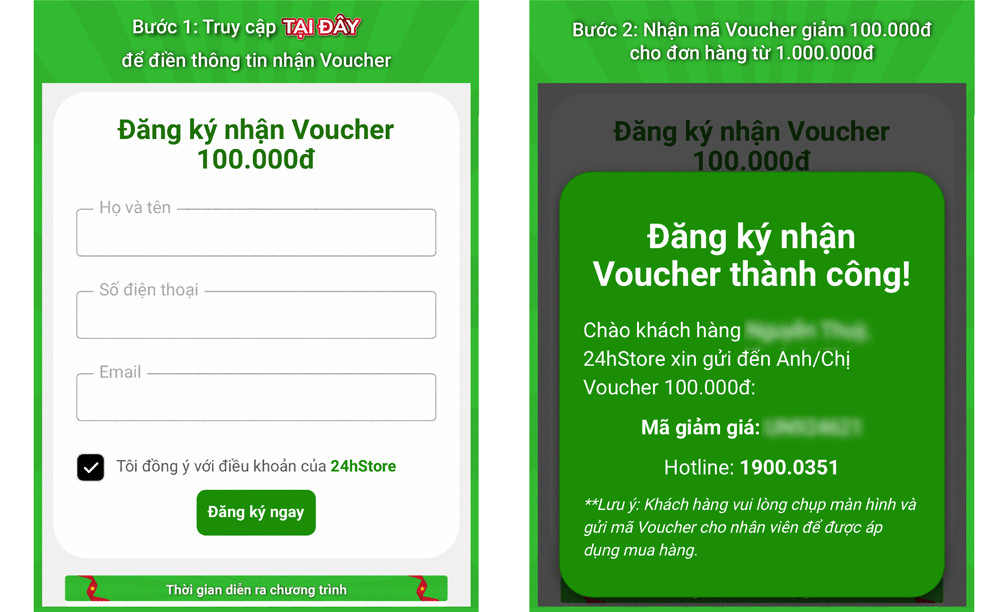 Bước 1: Truy cập TẠI ĐÂY
để điền thông tin nhận Voucher
Đăng ký nhận Voucher
100.000đ
Họ và tên
Số điện thoại
Email
Tôi đồng ý với điều khoản của 24hStore
Đăng ký ngay
Thời gian diễn ra chương trình
Bước 2: Nhận mã Voucher giảm 100.000đ
cho đơn hàng từ 1.000.000đ
Đăng ký nhận Voucher
100.000đ
Đăng ký nhận
Voucher thành công!
Chào khách hàng
24hStore xin gửi đến Anh/Chị
Voucher 100.000đ:
Mã giảm giá:
Hotline: 1900.0351
**Lưu ý: Khách hàng vui lòng chụp màn hình và
gửi mã Voucher cho nhân viên để được áp
dụng mua hàng.